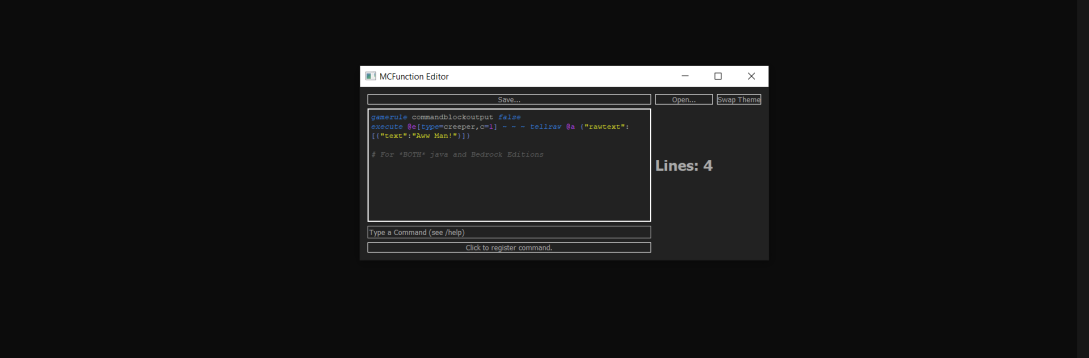 MCFunction Editor
Save... Open... Swap Theme
gamerule commandblockoutput false
execute @e[type=creeper,c=1] ~ ~ ~ tellraw @a {"rawtext":
[{"text":"Aww Man!"}]}
# For *BOTH* java and Bedrock Editions
Lines: 4
Type a Command (see /help)
Click to register command.